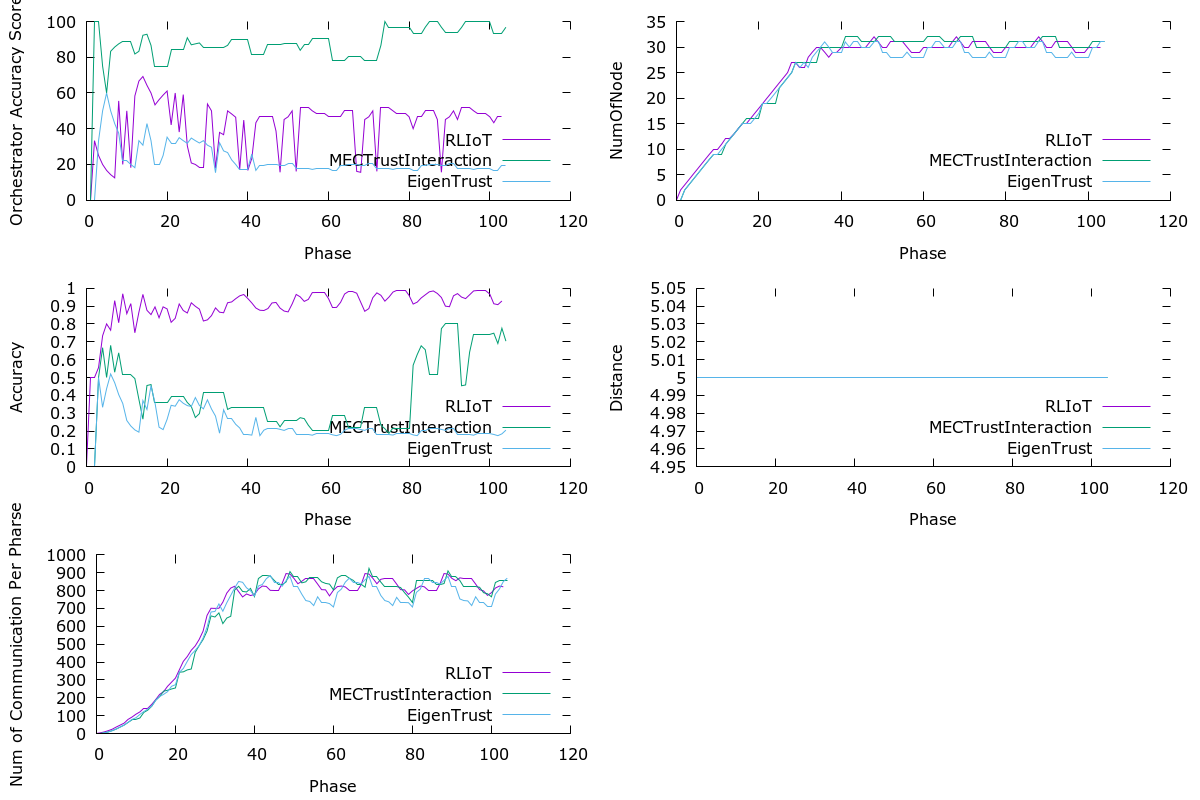 Orchestrator Accuracy Score
100
80
60
40
20
0
0 20 40 60 80 100 120
Phase
RLIoT
MECTrustInteraction
EigenTrust
NumOfNode
35
30
25
20
15
10
5
0
0 20 40 60 80 100 120
Phase
RLIoT
MECTrustInteraction
EigenTrust
Accuracy
1
0.9
0.8
0.7
0.6
0.5
0.4
0.3
0.2
0.1
0
0 20 40 60 80 100 120
Phase
RLIoT
MECTrustInteraction
EigenTrust
Distance
5.05
5.04
5.03
5.02
5.01
5
4.99
4.98
4.97
4.96
4.95
0 20 40 60 80 100 120
Phase
RLIoT
MECTrustInteraction
EigenTrust
Num of Communication Per Pharse
1000
900
800
700
600
500
400
300
200
100
0
0 20 40 60 80 100 120
Phase
RLIoT
MECTrustInteraction
EigenTrust